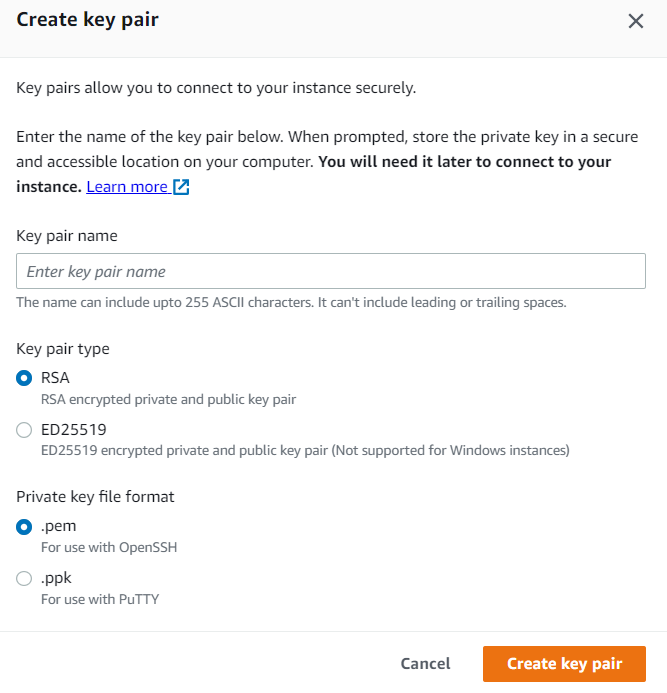 Create key pair
Key pairs allow you to connect to your instance securely.
Enter the name of the key pair below. When prompted, store the private key in a secure
and accessible location on your computer. You will need it later to connect to your
instance. Learn more
Key pair name
Enter key pair name
The name can include upto 255 ASCII characters. It can't include leading or trailing spaces.
Key pair type
RSA
RSA encrypted private and public key pair
ED25519
ED25519 encrypted private and public key pair (Not supported for Windows instances)
Private key file format
.pem
For use with OpenSSH
.ppk
For use with PuTTY
Cancel
Create key pair